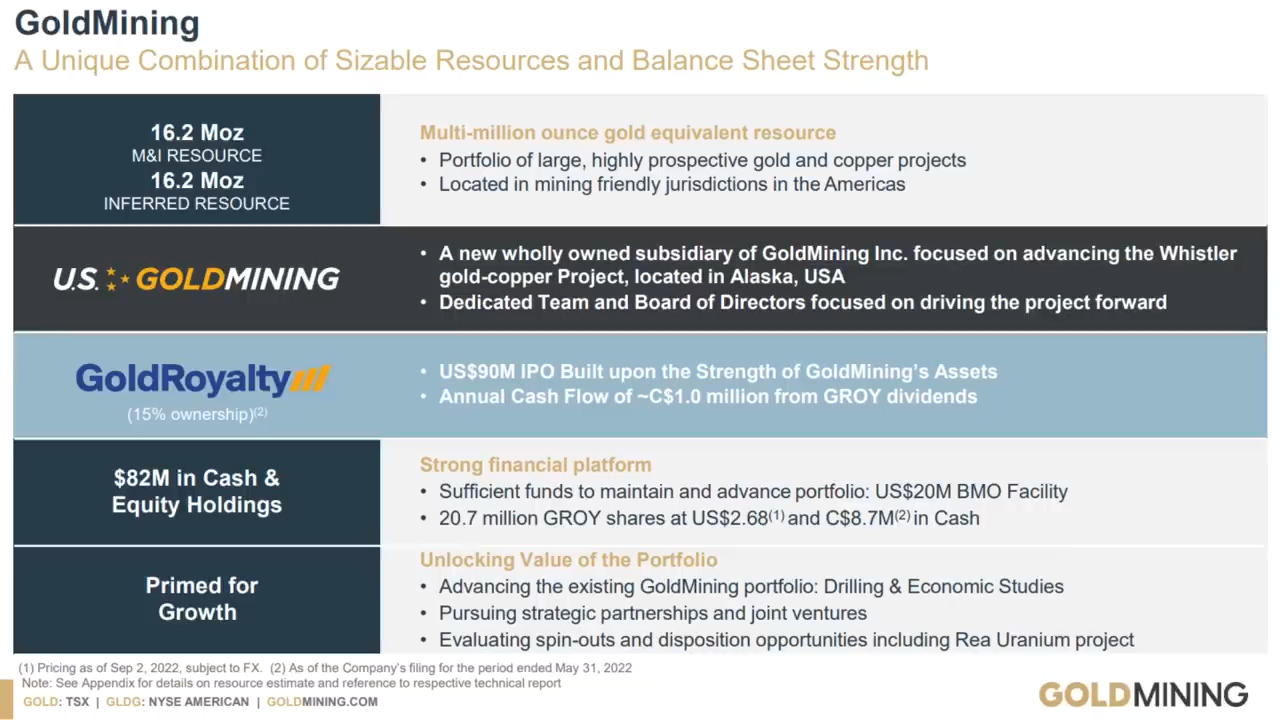 GoldMining
A Unique Combination of Sizable Resources and Balance Sheet Strength
16.2 Moz
M&I RESOURCE
16.2 Moz
INFERRED RESOURCE
Multi-million ounce gold equivalent resource
• Portfolio of large, highly prospective gold and copper projects
• Located in mining friendly jurisdictions in the Americas
U.S. GOLDMINING
• A new wholly owned subsidiary of GoldMining Inc. focused on advancing the Whistler
gold-copper Project, located in Alaska, USA
• Dedicated Team and Board of Directors focused on driving the project forward
GoldRoyalty
(15% ownership)(2)
• US$90M IPO Built upon the Strength of GoldMining's Assets
• Annual Cash Flow of ~C$1.0 million from GROY dividends
$82M in Cash &
Equity Holdings
Strong financial platform
• Sufficient funds to maintain and advance portfolio: US$20M BMO Facility
• 20.7 million GROY shares at US$2.68(1) and C$8.7M(2) in Cash
Primed for
Growth
Unlocking Value of the Portfolio
• Advancing the existing GoldMining portfolio: Drilling & Economic Studies
• Pursuing strategic partnerships and joint ventures
• Evaluating spin-outs and disposition opportunities including Rea Uranium project
(1) Pricing as of Sep 2, 2022, subject to FX. (2) As of the Company's filing for the period ended May 31, 2022
Note: See Appendix for details on resource estimate and reference to respective technical report
GOLD: TSX | GLDG: NYSE AMERICAN | GOLDMINING.COM
GOLDMINING